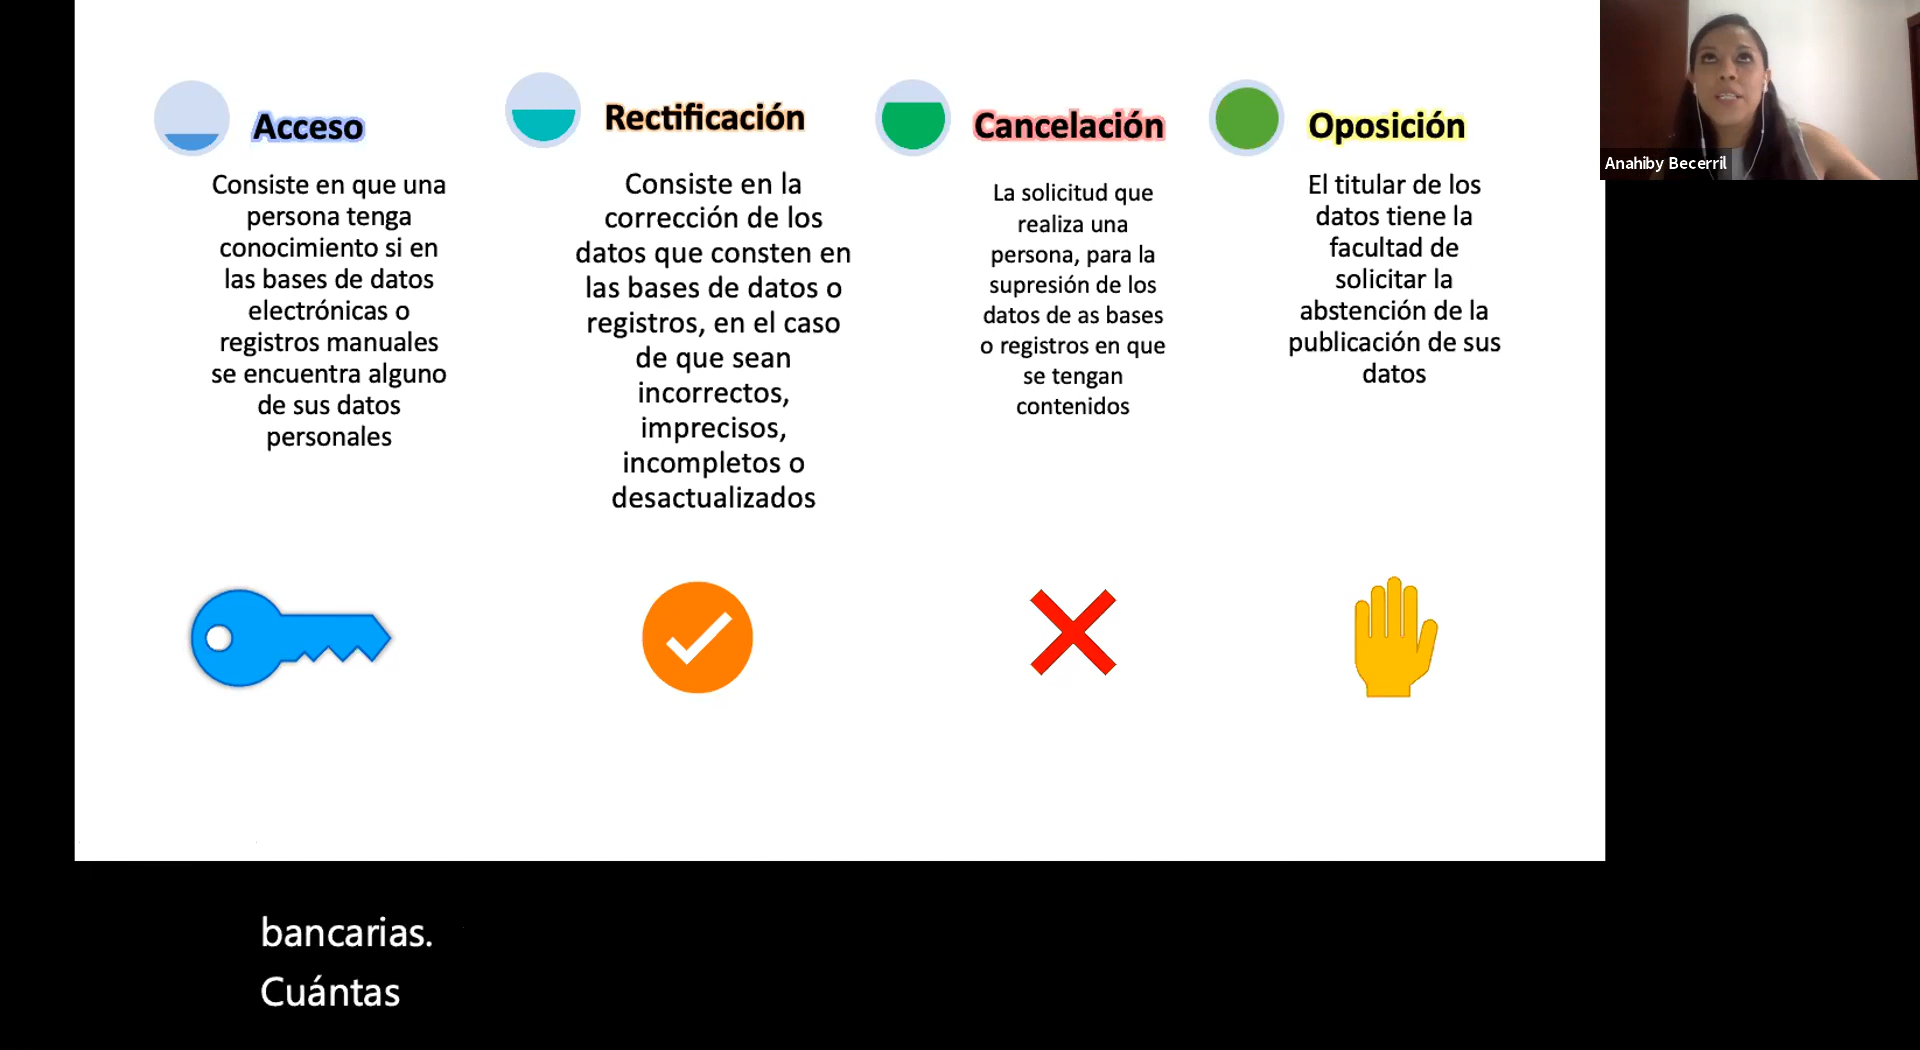 Acceso
Consiste en que una
persona tenga
conocimiento si en
las bases de datos
electrónicas o
registros manuales
se encuentra alguno
de sus datos
personales
Rectificación
Consiste en la
corrección de los
datos que consten en
las bases de datos o
registros, en el caso
de que sean
incorrectos,
imprecisos,
incompletos o
desactualizados
Cancelación
La solicitud que
realiza una
persona, para la
supresión de los
datos de as bases
o registros en que
se tengan
contenidos
Oposición
El titular de los
datos tiene la
facultad de
solicitar la
abstención de la
publicación de sus
datos
Anahiby Becerril
bancarias.
Cuántas